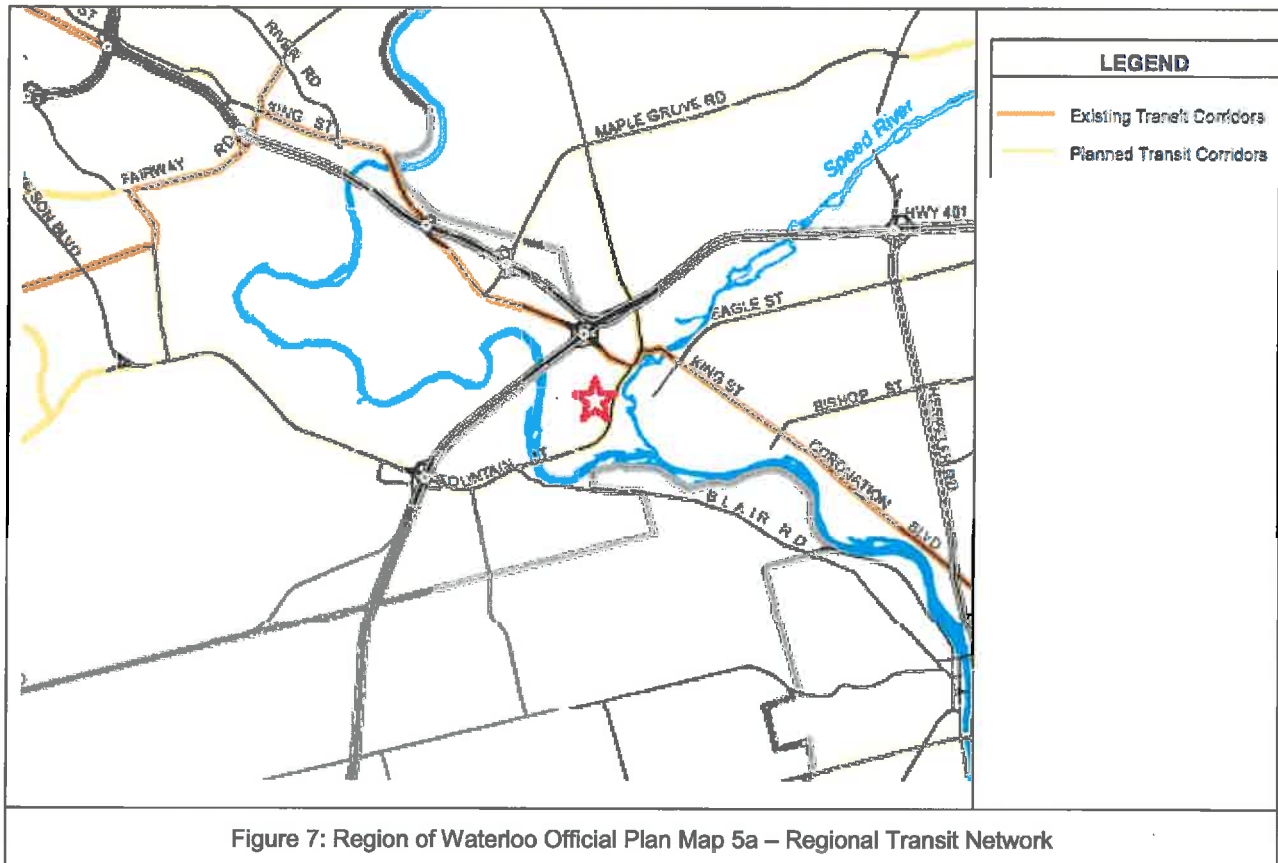 ST
RIVER RD
KING ST
MAPLE GROVE RD
Speed River
FAIRWAY RD
HWY 401
EAGLE ST
KING ST
BISHOP ST
CORONATION BLVD
BLAIR RD
LEGEND
Existing Transit Corridors
Planned Transit Corridors
Figure 7: Region of Waterloo Official Plan Map 5a – Regional Transit Network